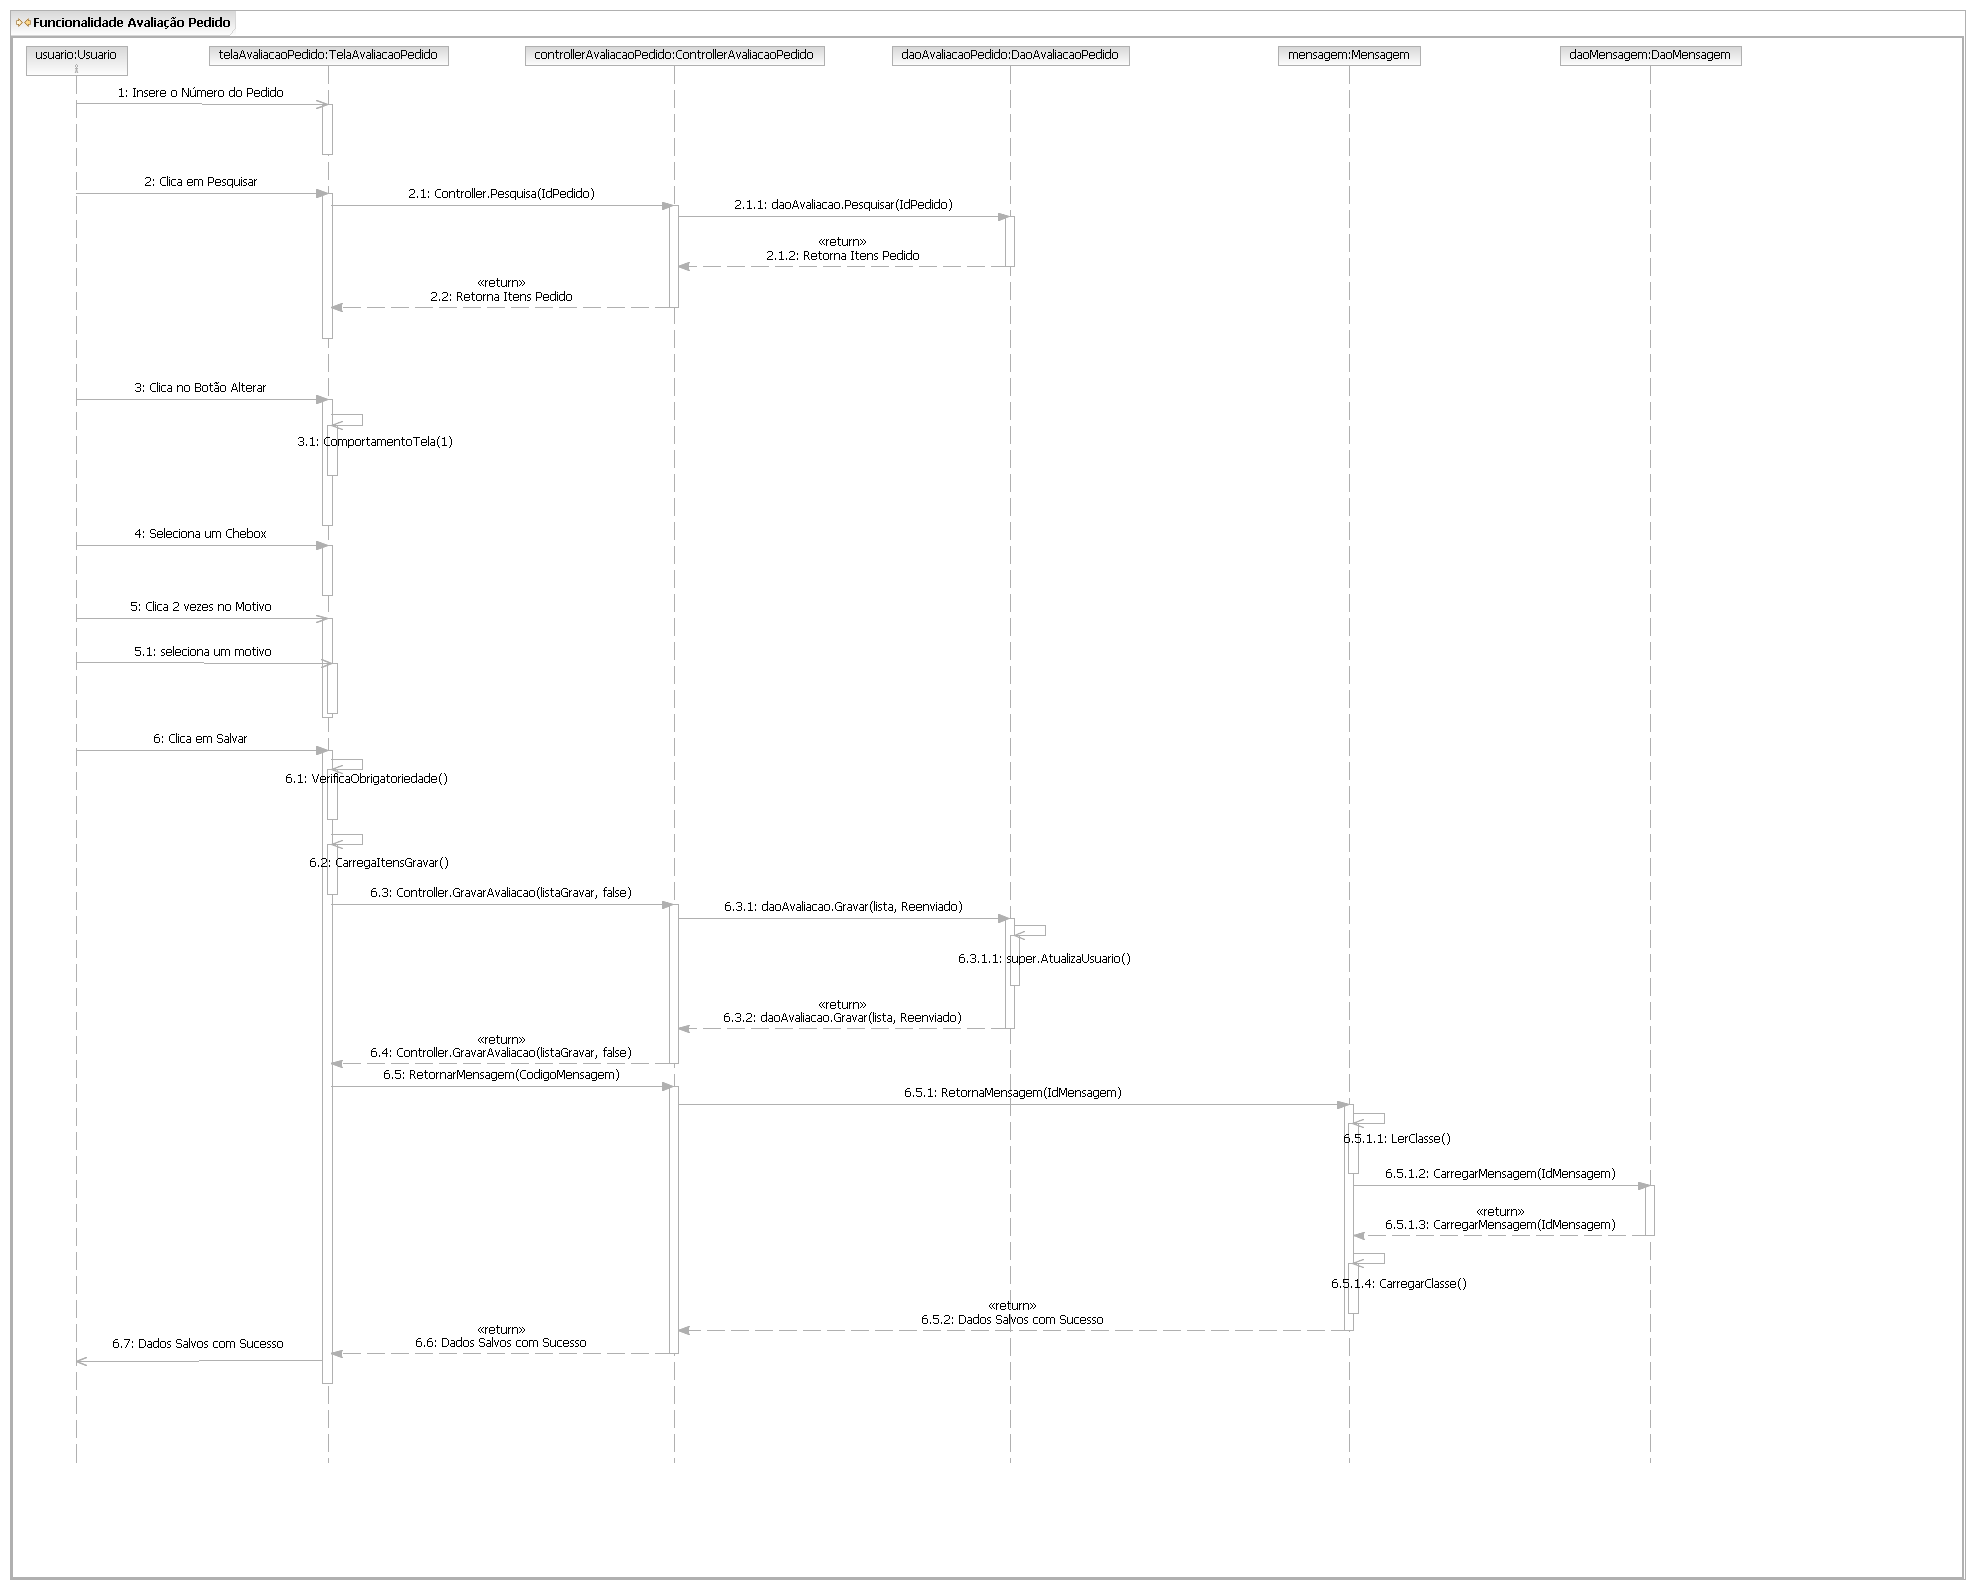 Funcionalidade Avaliação Pedido
usuario:Usuario
telaAvaliacaoPedido:TelaAvaliacaoPedido
controllerAvaliacaoPedido:ControllerAvaliacaoPedido
daoAvaliacaoPedido:DaoAvaliacaoPedido
mensagem:Mensagem
daoMensagem:DaoMensagem
1: Insere o Número do Pedido
2: Clica em Pesquisar
2.1: Controller.Pesquisa(IdPedido)
2.1.1: daoAvaliacao.Pesquisar(IdPedido)
«return»
2.1.2: Retorna Itens Pedido
«return»
2.2: Retorna Itens Pedido
3: Clica no Botão Alterar
3.1: ComportamentoTela(1)
4: Seleciona um Chebox
5: Clica 2 vezes no Motivo
5.1: seleciona um motivo
6: Clica em Salvar
6.1: VerificaObrigatoriedade()
6.2: CarregaItensGravar()
6.3: Controller.GravarAvaliacao(listaGravar, false)
6.3.1: daoAvaliacao.Gravar(lista, Reenviado)
6.3.1.1: super.AtualizaUsuario()
«return»
6.3.2: daoAvaliacao.Gravar(lista, Reenviado)
«return»
6.4: Controller.GravarAvaliacao(listaGravar, false)
6.5: RetornarMensagem(CodigoMensagem)
6.5.1: RetornaMensagem(IdMensagem)
6.5.1.1: LerClasse()
6.5.1.2: CarregarMensagem(IdMensagem)
«return»
6.5.1.3: CarregarMensagem(IdMensagem)
6.5.1.4: CarregarClasse()
«return»
6.5.2: Dados Salvos com Sucesso
«return»
6.6: Dados Salvos com Sucesso
6.7: Dados Salvos com Sucesso